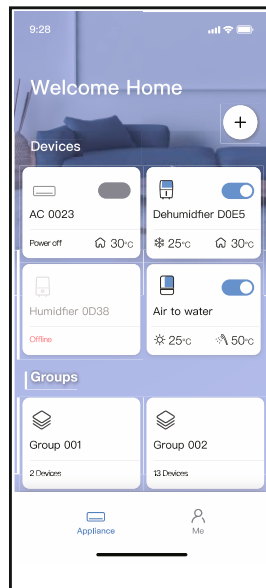 9:28
Welcome Home
+
Devices
AC 0023
Power off 30°C
Dehumidfier D0E5
25°C 30°C
Humidfier 0D38
Offline
Air to water
25°C 50°C
Groups
Group 001
2 Devices
Group 002
13 Devices
Appliance
Me